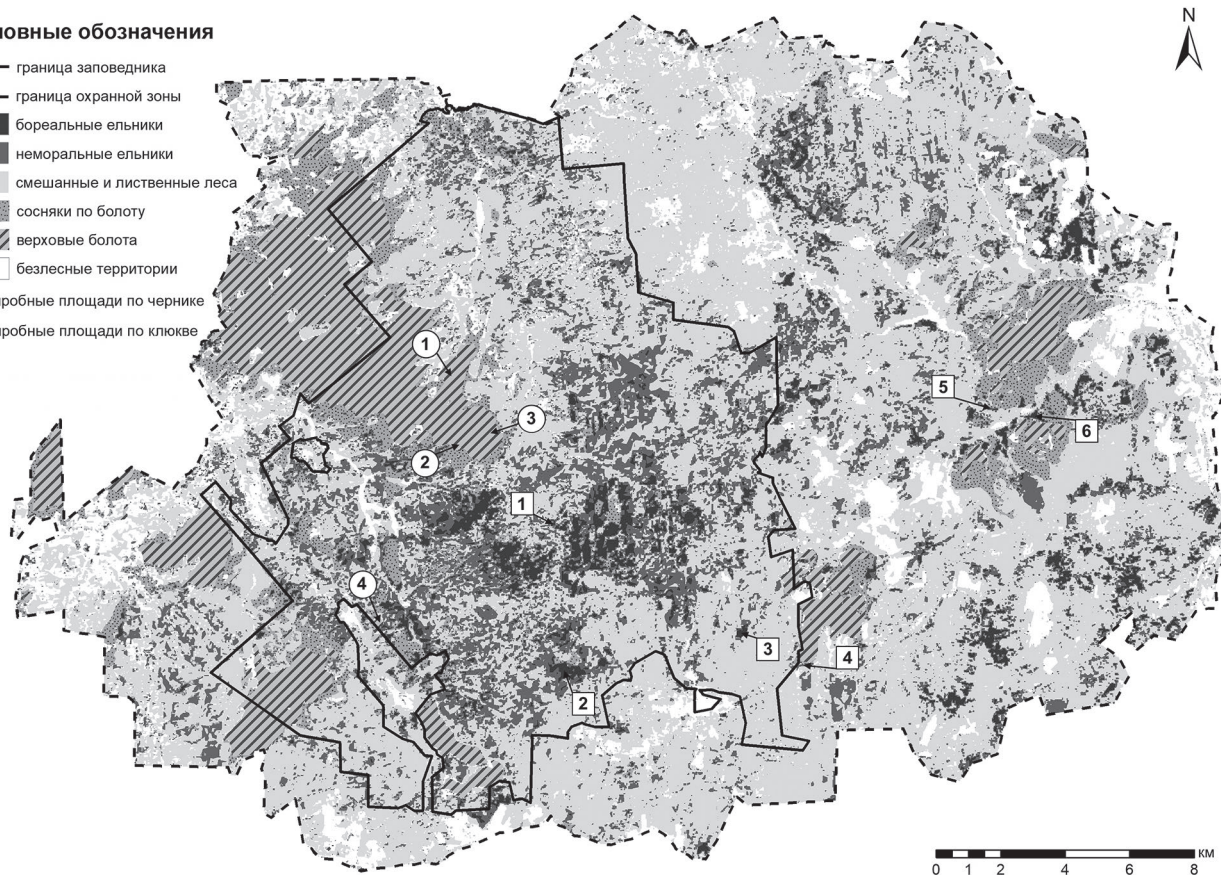 ловные обозначения
граница заповедника
граница охранной зоны
бореальные ельники
неморальные ельники
смешанные и лиственные леса
сосняки по болоту
верховые болота
безлесные территории
пробные площади по чернике
пробные площади по клюкве
N
1
3
2
5
6
1
4
3
4
2
км
0 1 2 4 6 8